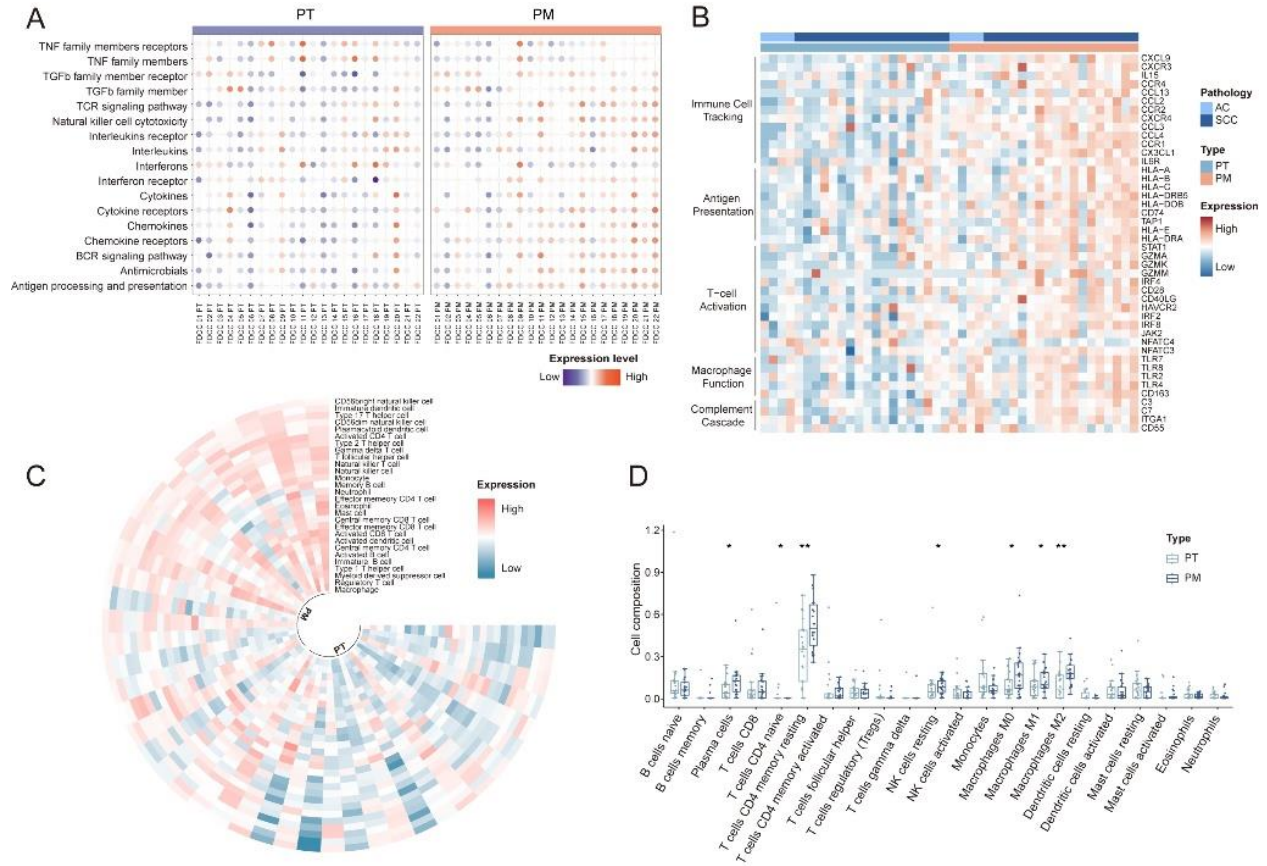 A
PT
PM
TNF family members receptors
TNF family members
TGFb family member receptor
TGFb family member
TCR signaling pathway
Natural killer cell cytotoxicity
Interleukins receptor
Interleukins
Interferons
Interferon receptor
Cytokines
Cytokine receptors
Chemokines
Chemokine receptors
BCR signaling pathway
Antimicrobials
Antigen processing and presentation
Expression level
Low
High
B
Immune Cell
Tracking
Antigen
Presentation
T-cell
Activation
Macrophage
Function
Complement
Cascade
CXCL9
CXCR3
IL15
CCR4
CCL13
CCL2
CCR2
CXCR4
CCL3
CCL4
CCR1
CX3CL1
IL6R
HLA-A
HLA-B
HLA-C
HLA-DRB5
HLA-DOB
CD74
TAP1
HLA-E
HLA-DRA
STAT1
GZMA
GZMK
GZMM
IRF4
CD28
CD40LG
HAVCR2
IRF2
IRF8
JAK2
NFATC4
NFATC3
TLR7
TLR8
TLR2
TLR4
CD163
C3
C7
ITGA1
CD55
Pathology
AC
SCC
Type
PT
PM
Expression
High
Low
C
CD56bright natural killer cell
Immature dendritic cell
Type 17 T helper cell
CD56dim natural killer cell
Plasmacytoid dendritic cell
Activated CD4 T cell
Type 2 T helper cell
Gamma delta T cell
T follicular helper cell
Natural killer T cell
Natural killer cell
Monocyte
Memory B cell
Neutrophil
Effector memeory CD4 T cell
Eosinophil
Mast cell
Central memory CD8 T cell
Effector memeory CD8 T cell
Activated CD8 T cell
Activated dendritic cell
Central memory CD4 T cell
Activated B cell
Immature B cell
Type 1 T helper cell
Myeloid derived suppressor cell
Regulatory T cell
Macrophage
PM
PT
Expression
High
Low
D
Cell composition
1.2
0.9
0.6
0.3
0.0
*
*
**
*
*
*
**
Type
PT
PM
B cells naive
B cells memory
Plasma cells
T cells CD8
T cells CD4 naive
T cells CD4 memory resting
T cells CD4 memory activated
T cells follicular helper
T cells regulatory (Tregs)
T cells gamma delta
NK cells resting
NK cells activated
Monocytes
Macrophages M0
Macrophages M1
Macrophages M2
Dendritic cells resting
Dendritic cells activated
Mast cells resting
Mast cells activated
Eosinophils
Neutrophils